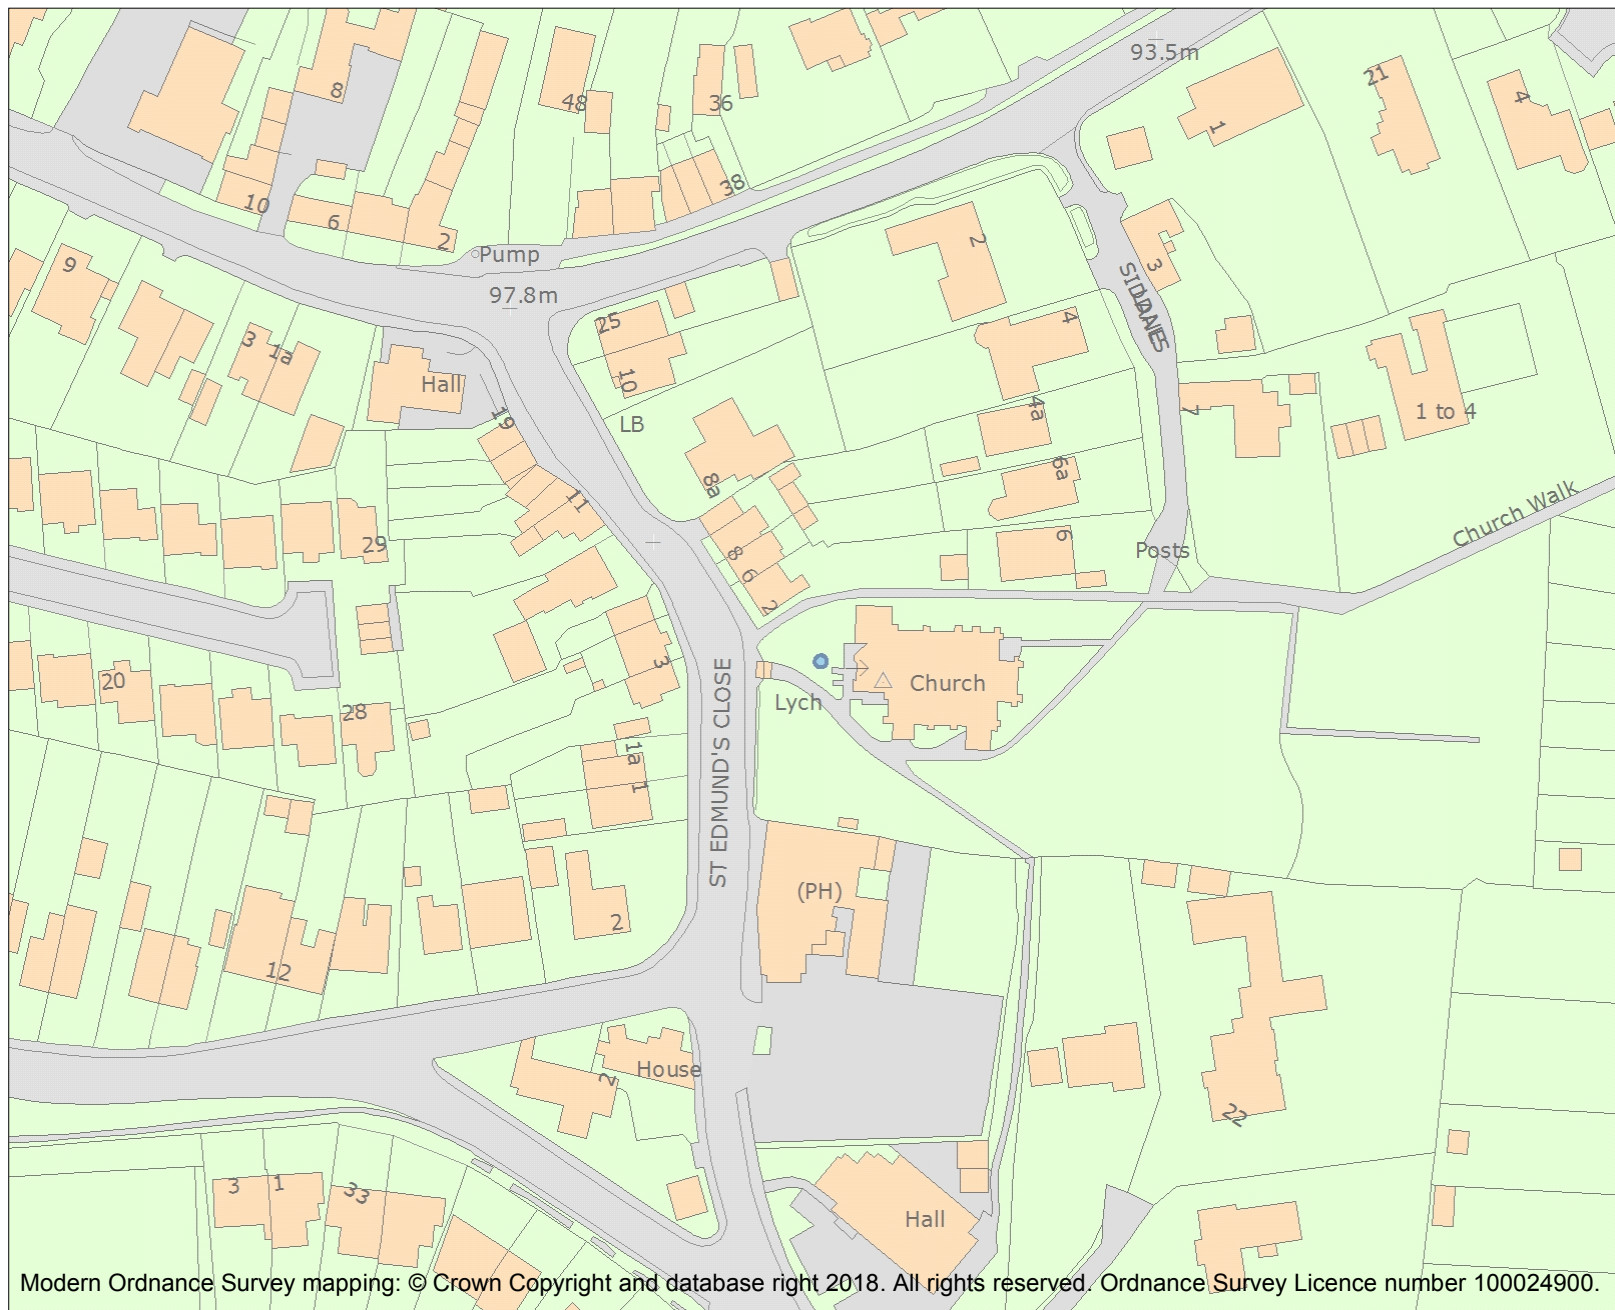 93.5m
21
4
8
48
36
1
10
38
6
2
Pump
2
3
9
97.8m
SIDDALS
LANE
25
4
3
1a
Hall
10
19
LB
4a
7
1 to 4
8a
6a
11
Church Walk
29
8
6
6
Posts
2
3
20
Church
28
Lych
ST EDMUND'S CLOSE
1a
1
(PH)
2
12
House
2
22
3
1
33
Hall
Modern Ordnance Survey mapping: © Crown Copyright and database right 2018. All rights reserved. Ordnance Survey Licence number 100024900.